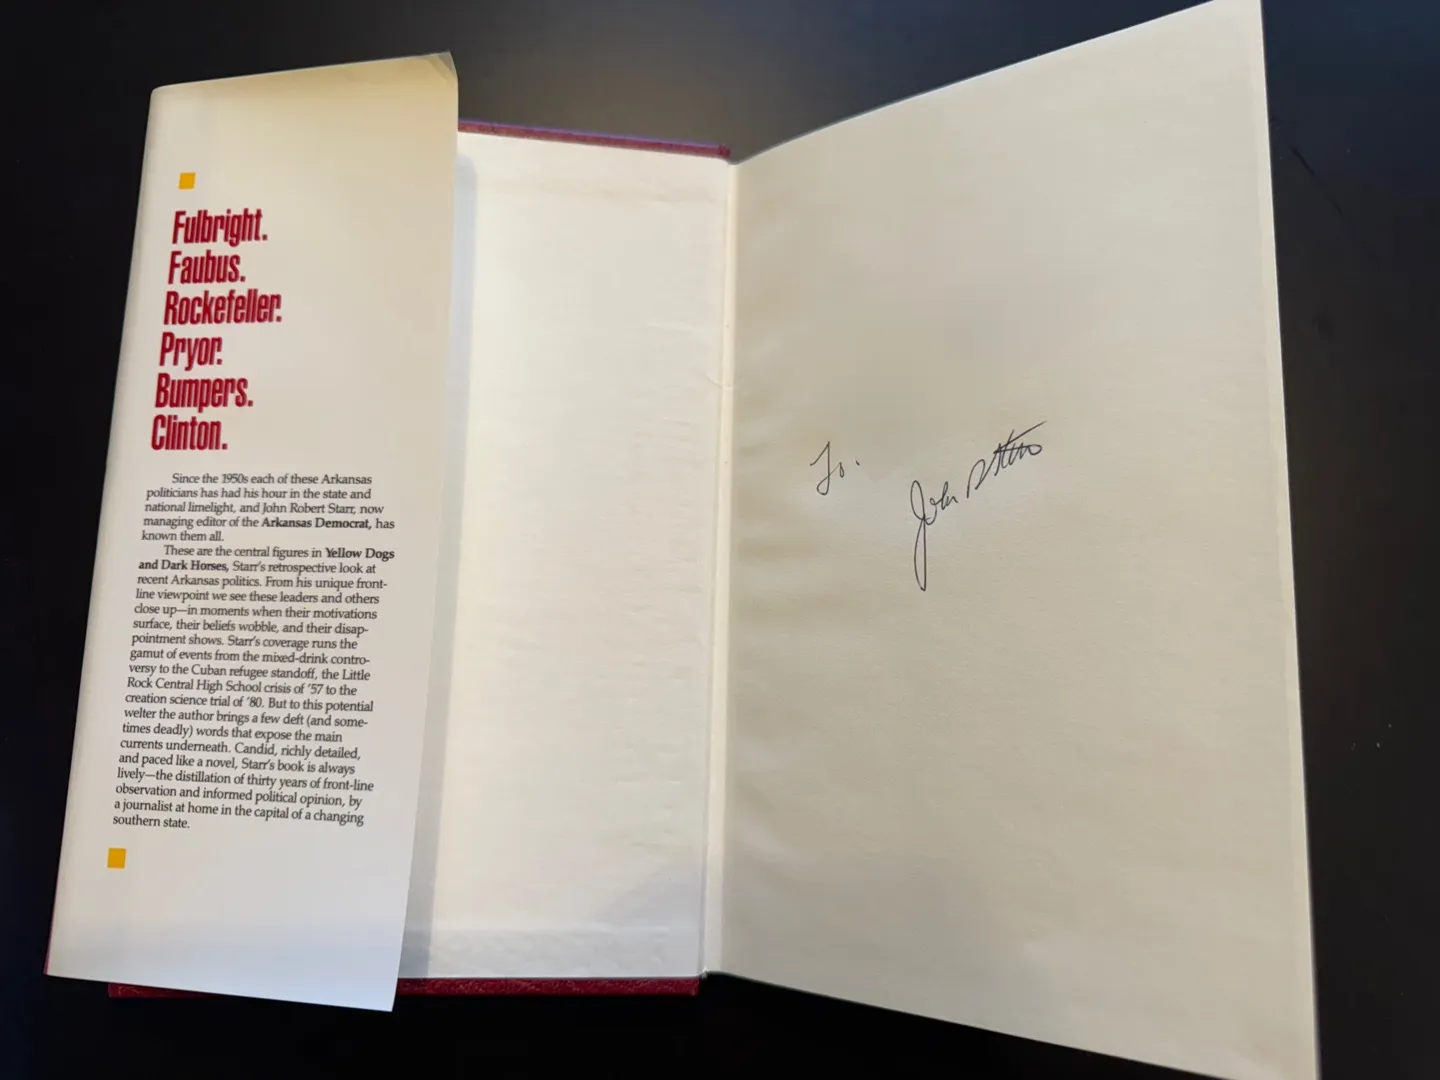 Fulbright.
Faubus.
Rockefeller.
Pryor.
Bumpers.
Clinton.
Since the 1950s each of these Arkansas
politicians has had his hour in the state and
national limelight, and John Robert Starr, now
managing editor of the Arkansas Democrat, has
known them all.
These are the central figures in Yellow Dogs
and Dark Horses, Starr's retrospective look at
recent Arkansas politics. From his unique front-
line viewpoint we see these leaders and others
close up—in moments when their motivations
surface, their beliefs wobble, and their disap-
pointment shows. Starr's coverage runs the
gamut of events from the mixed-drink contro-
versy to the Cuban refugee standoff, the Little
Rock Central High School crisis of '57 to the
creation science trial of '80. But to this potential
welter the author brings a few deft (and some-
times deadly) words that expose the main
currents underneath. Candid, richly detailed,
and paced like a novel, Starr's book is always
lively—the distillation of thirty years of front-line
observation and informed political opinion, by
a journalist at home in the capital of a changing
southern state.
To.
John